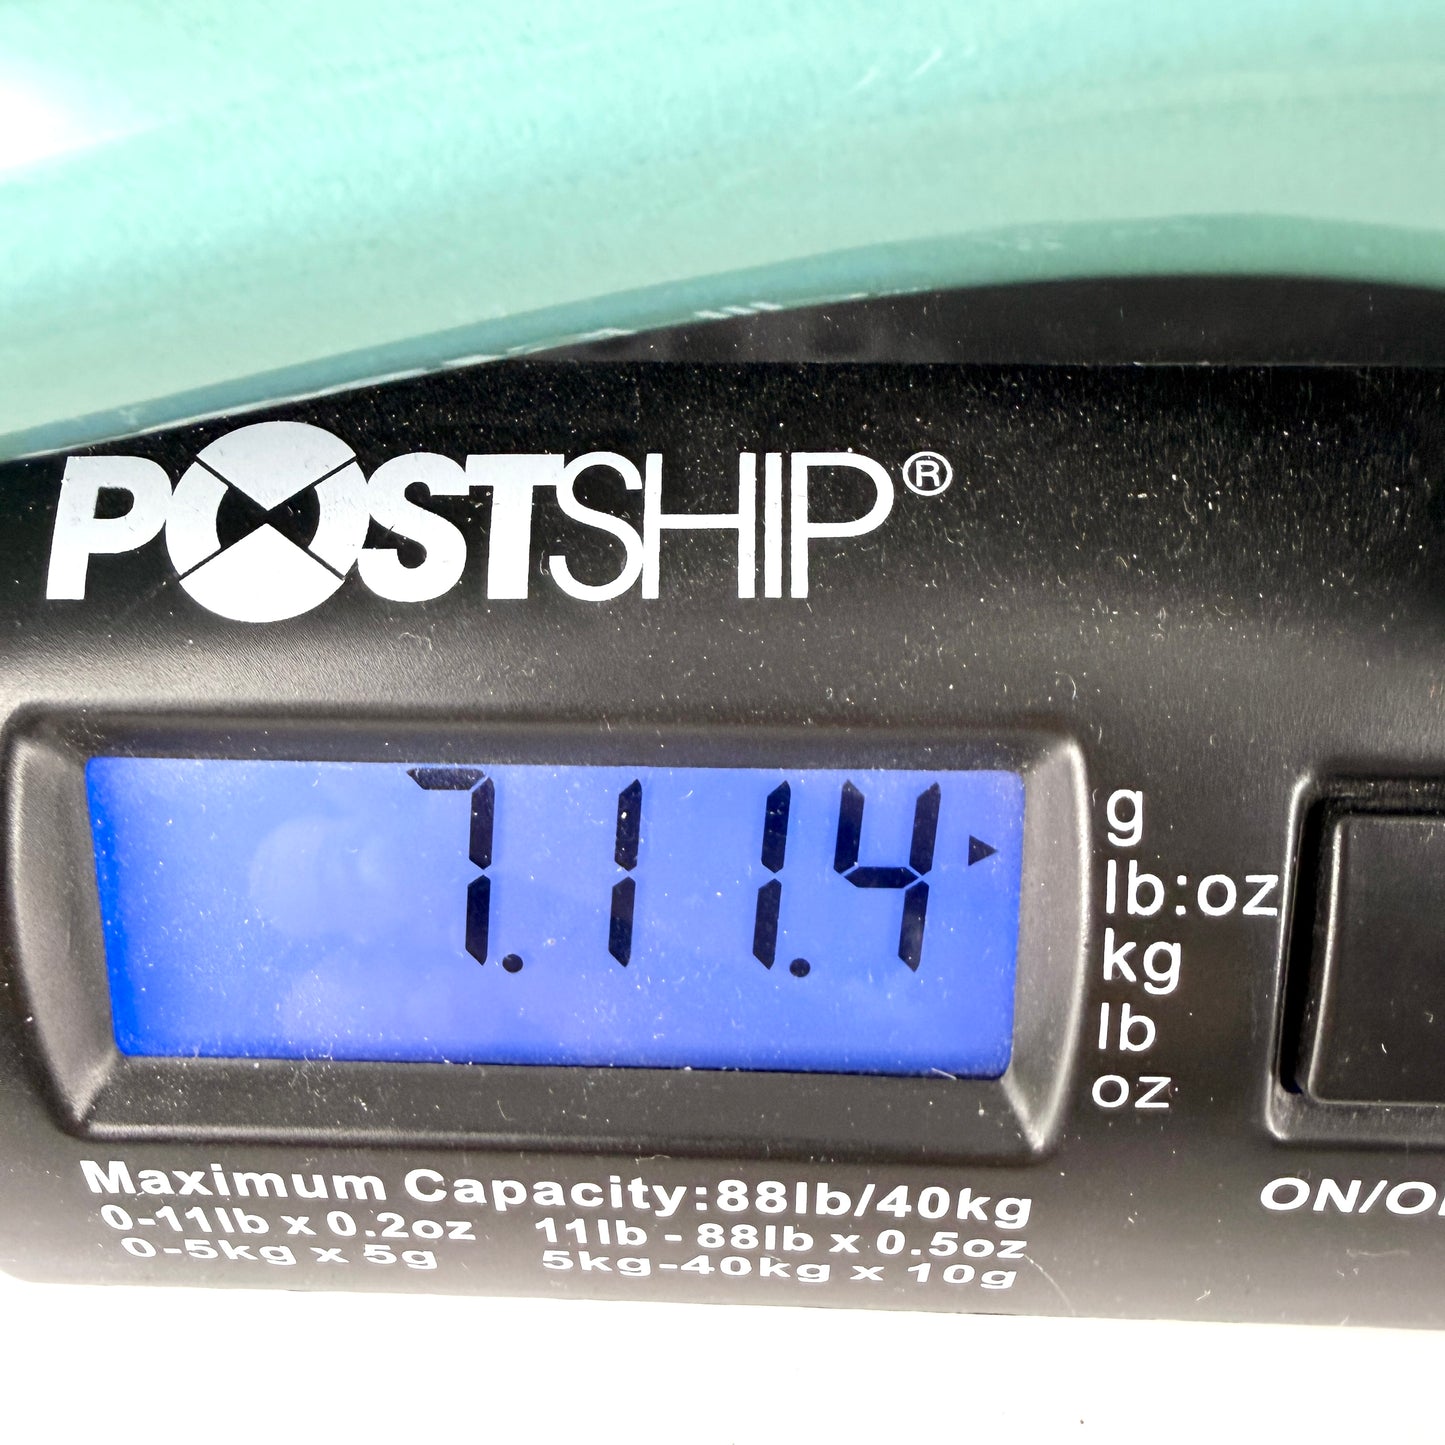 POSTSHIP®
7.11.4
g
lb:oz
kg
lb
oz
Maximum Capacity:88lb/40kg
0-11lb x 0.2oz 11lb - 88lb x 0.5oz
0-5kg x 5g 5kg-40kg x 10g